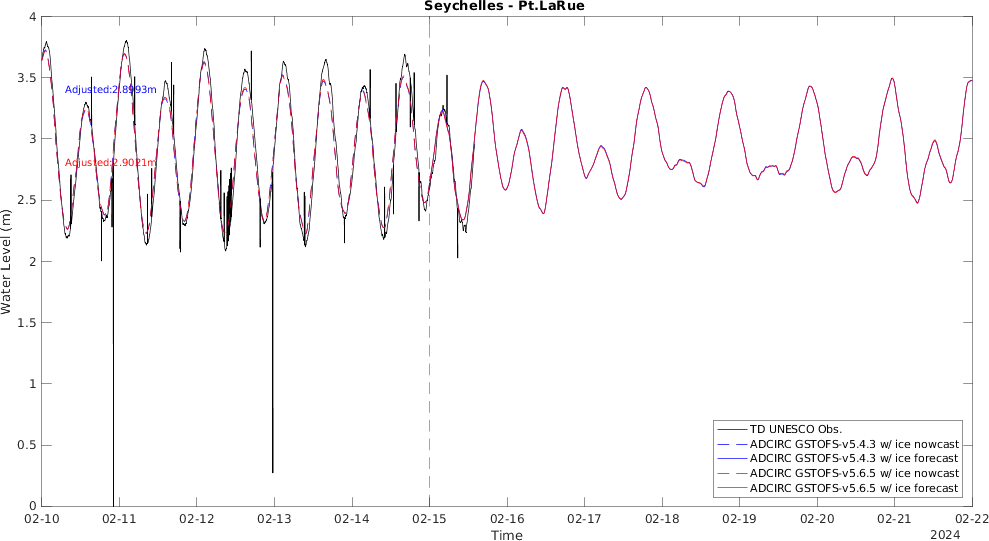 Seychelles - Pt.LaRue
4
3.5
3
2.5
2
1.5
1
0.5
0
Water Level (m)
Adjusted:2.8993m
Adjusted:2.9021m
TD UNESCO Obs.
ADCIRC GSTOFS-v5.4.3 w/ ice nowcast
ADCIRC GSTOFS-v5.4.3 w/ ice forecast
ADCIRC GSTOFS-v5.6.5 w/ ice nowcast
ADCIRC GSTOFS-v5.6.5 w/ ice forecast
02-10 02-11 02-12 02-13 02-14 02-15 02-16 02-17 02-18 02-19 02-20 02-21 02-22
Time
2024